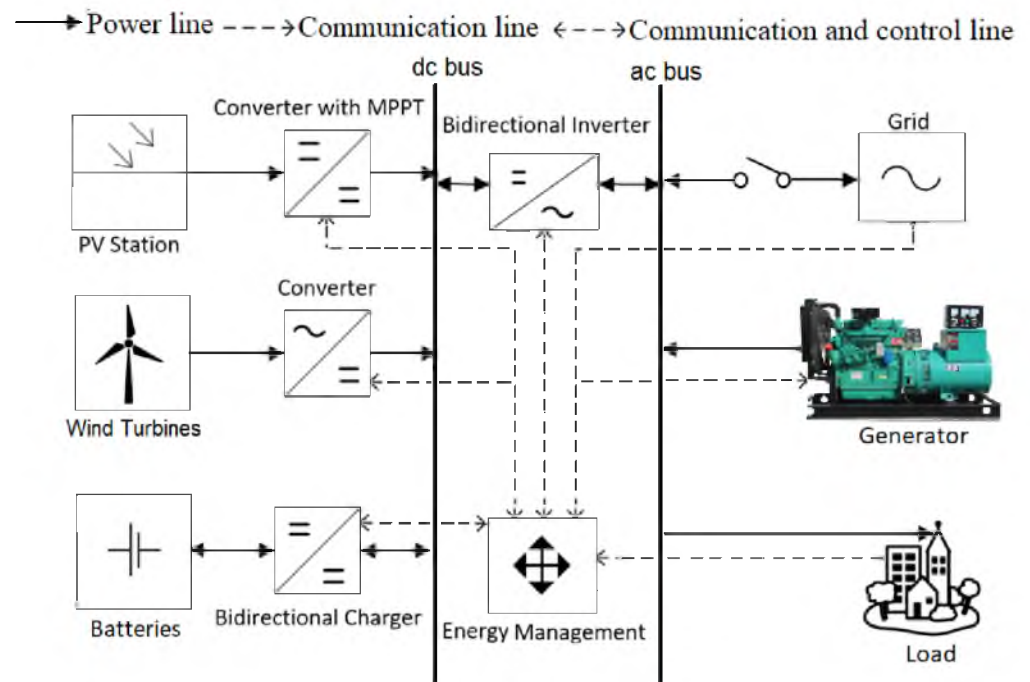 Power line
Communication line
Communication and control line
dc bus
ac bus
Converter with MPPT
Bidirectional Inverter
Grid
PV Station
Converter
Wind Turbines
Generator
Batteries
Bidirectional Charger
Energy Management
Load